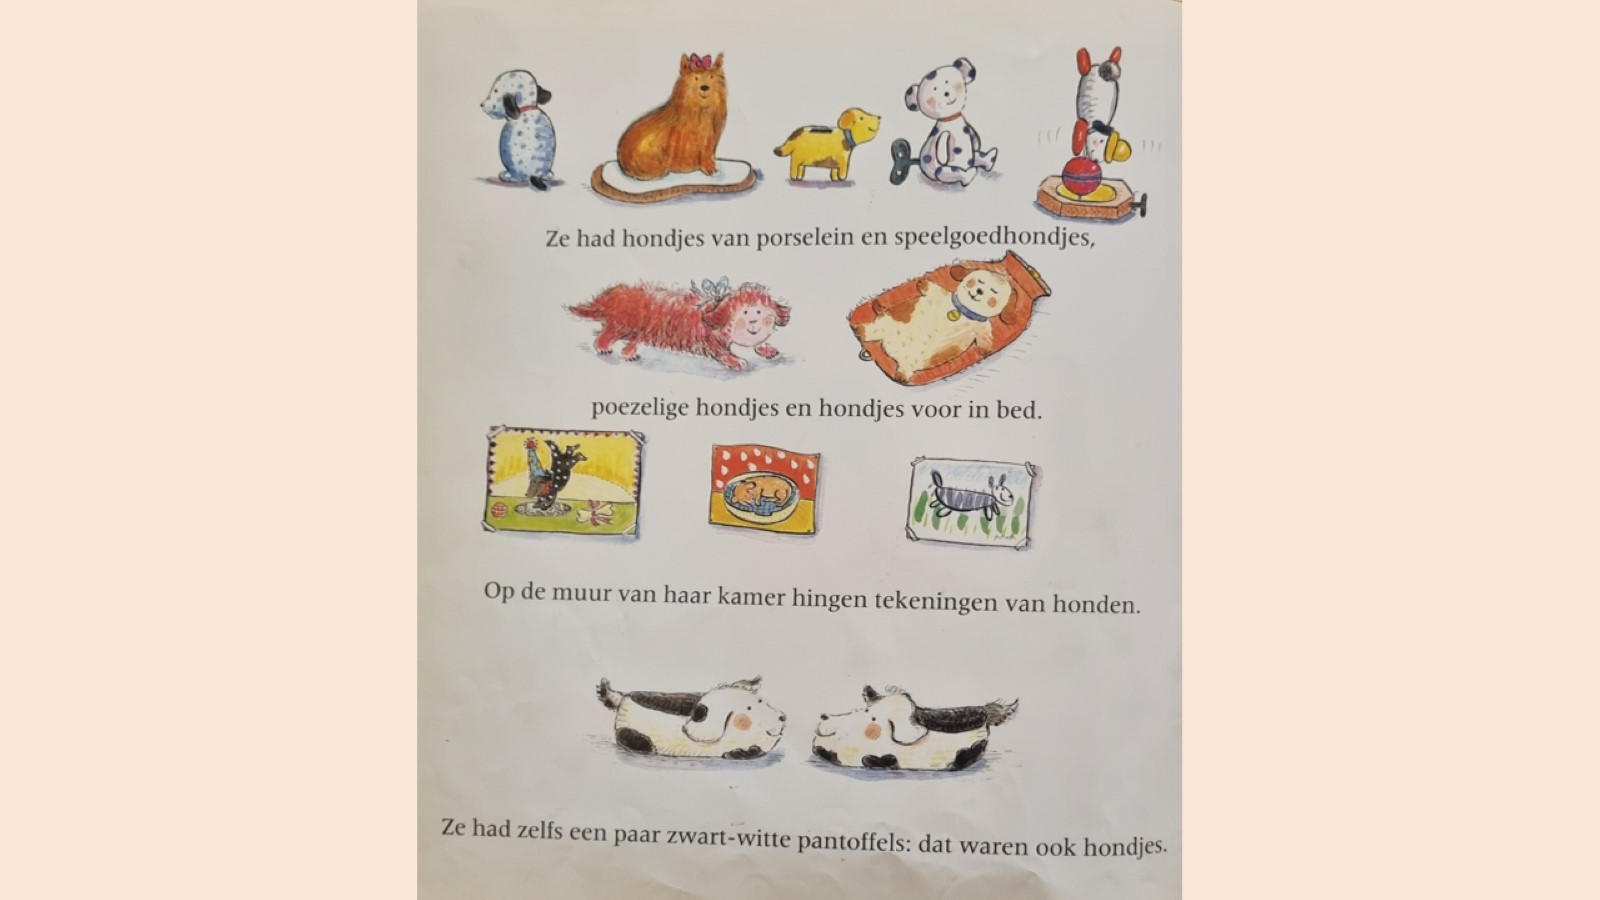 Ze had hondjes van porselein en speelgoedhondjes,
poezelige hondjes en hondjes voor in bed.
Op de muur van haar kamer hingen tekeningen van honden.
Ze had zelfs een paar zwart-witte pantoffels: dat waren ook hondjes.